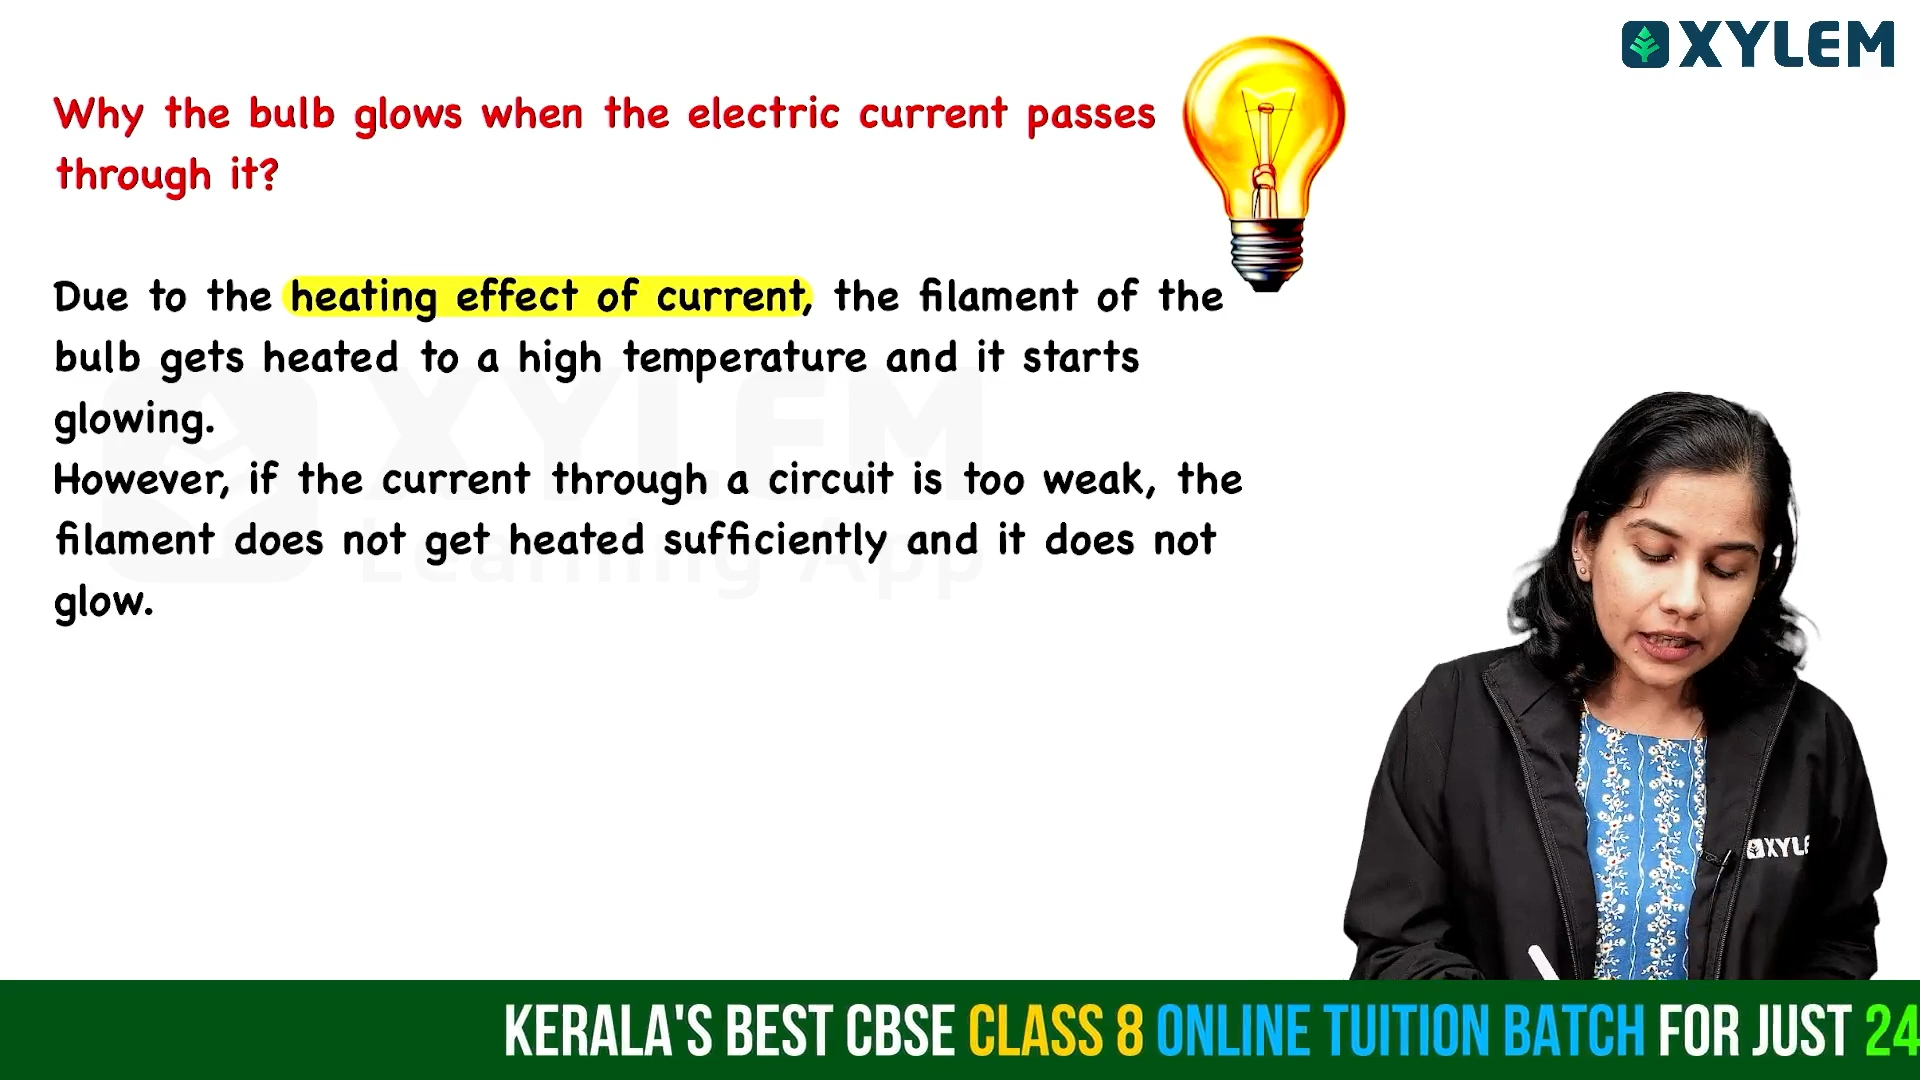 XYLEM
Why the bulb glows when the electric current passes
through it?
Due to the heating effect of current, the filament of the
bulb gets heated to a high temperature and it starts
glowing.
However, if the current through a circuit is too weak, the
filament does not get heated sufficiently and it does not
glow.
XYLEM
Learning App
XYLE
KERALA'S BEST CBSE CLASS 8 ONLINE TUITION BATCH FOR JUST 24